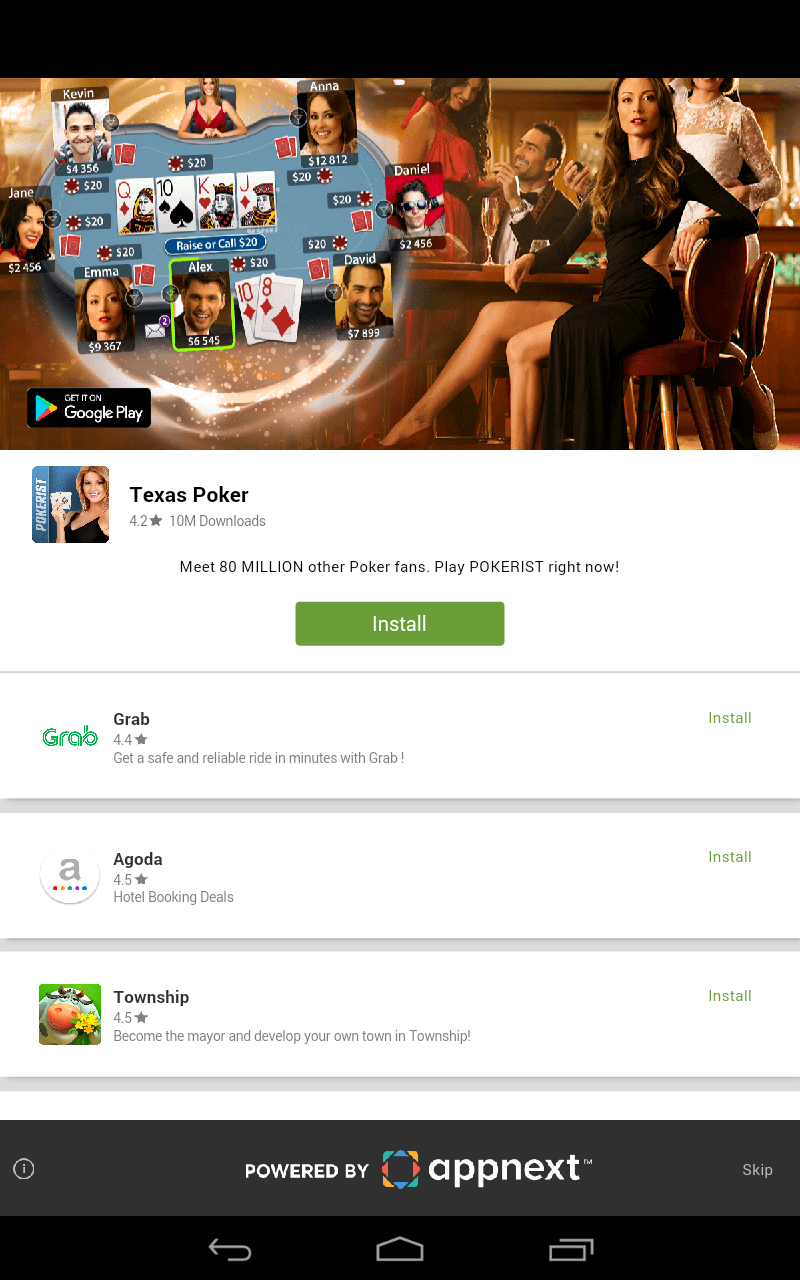 Kevin
$4 356
Anna
$12 812
$20
$20
$20
Daniel
$2 456
Jane
$2 456
$20
Q
10
K
J
$20
Raise or Call $20
$20
$20
$20
Emma
$9 367
2
Alex
$6 545
10
8
David
$7 899
GET IT ON
Google Play
POKERIST
Texas Poker
4.2★ 10M Downloads
Meet 80 MILLION other Poker fans. Play POKERIST right now!
Install
Grab
Grab
4.4★
Get a safe and reliable ride in minutes with Grab !
Install
a
Agoda
4.5★
Hotel Booking Deals
Install
Township
4.5★
Become the mayor and develop your own town in Township!
Install
POWERED BY appnext™
Skip